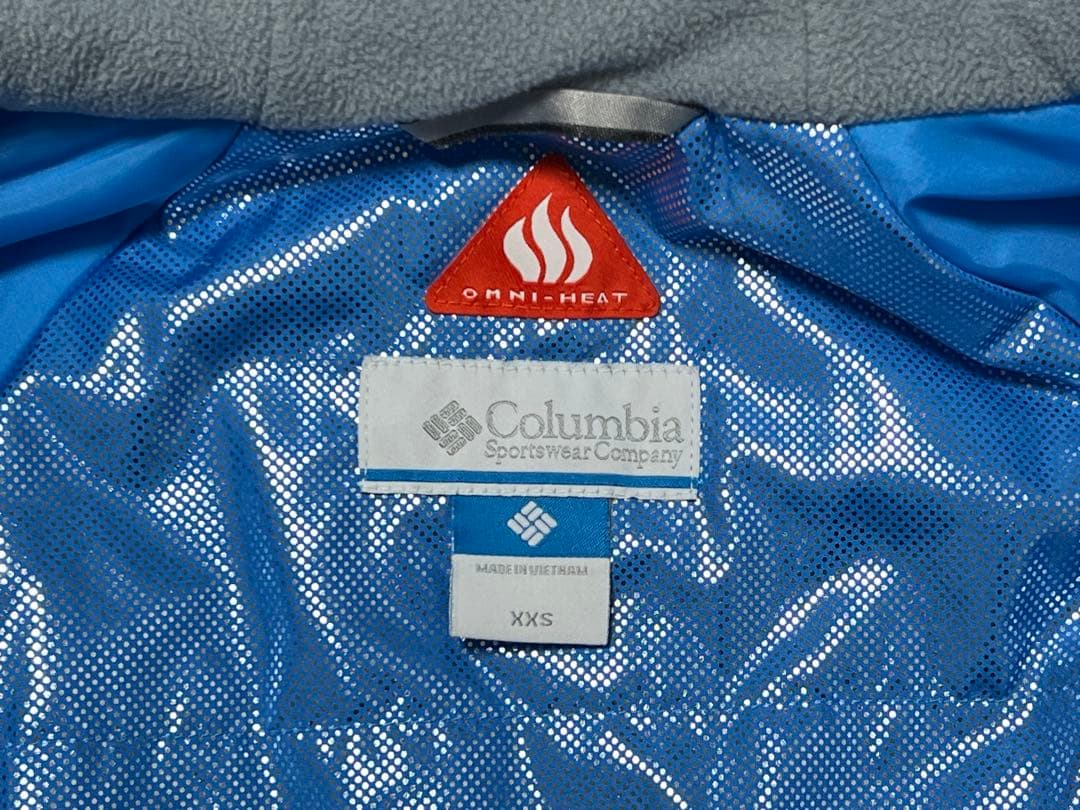 OMNI-HEAT
Columbia
Sportswear Company
MADE IN VIETNAM
XXS